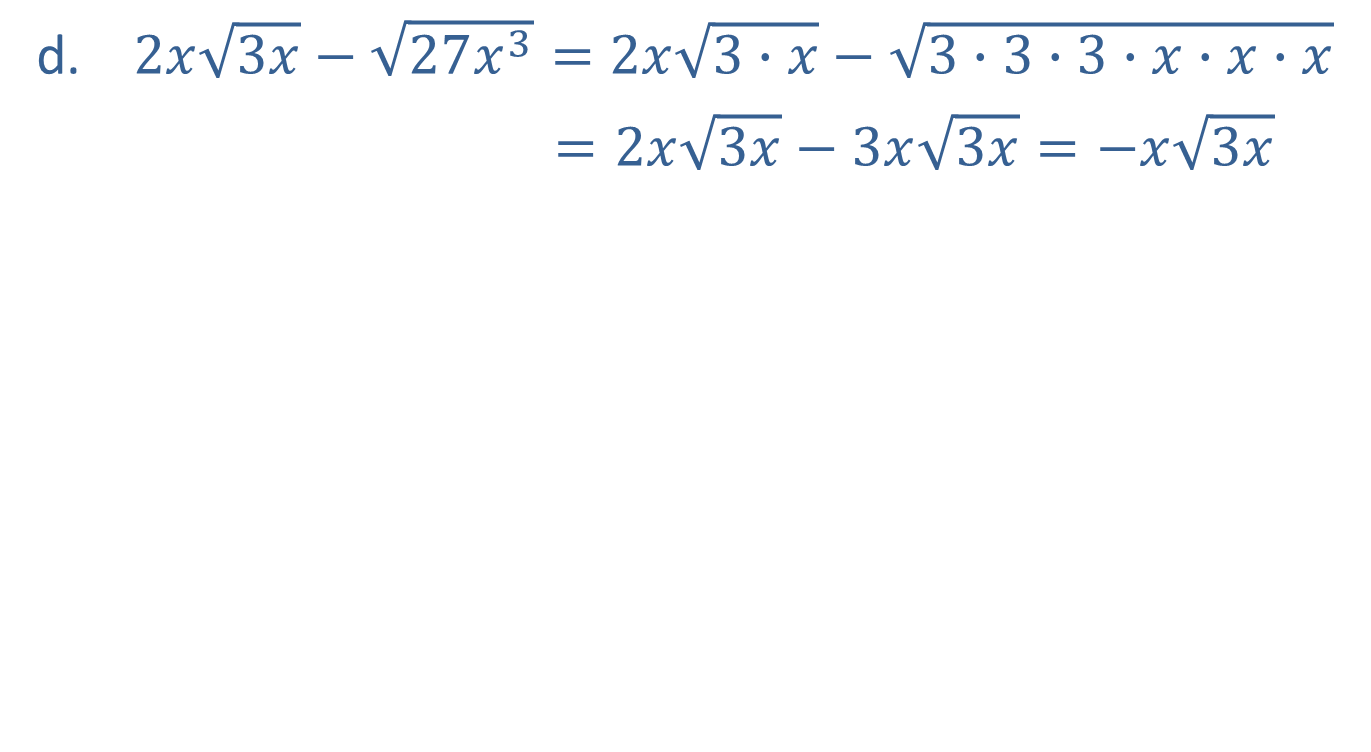 d. 2x√(3x) − √(27x³) = 2x√(3 · x) − √(3 · 3 · 3 · x · x · x)
= 2x√(3x) − 3x√(3x) = −x√(3x)